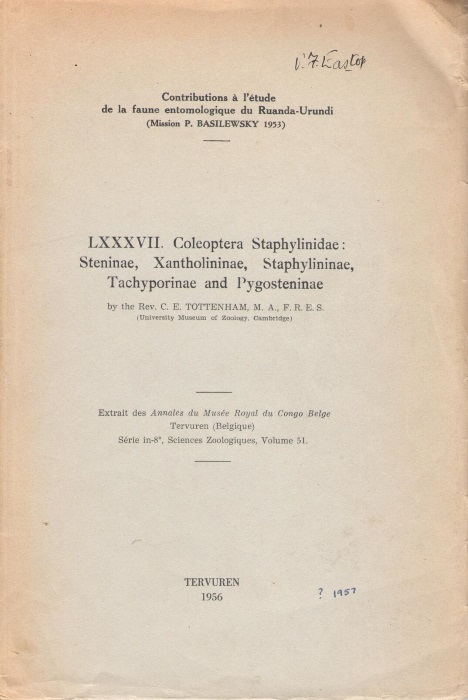 V. F. Eastop
Contributions à l'étude
de la faune entomologique du Ruanda-Urundi
(Mission P. BASILEWSKY 1953)
LXXXVII. Coleoptera Staphylinidae:
Steninae, Xantholininae, Staphylininae,
Tachyporinae and Pygosteninae
by the Rev. C. E. TOTTENHAM, M. A., F. R. E. S.
(University Museum of Zoology, Cambridge)
Extrait des Annales du Musée Royal du Congo Belge
Tervuren (Belgique)
Série in-8°, Sciences Zoologiques, Volume 51.
TERVUREN
1956
? 1957